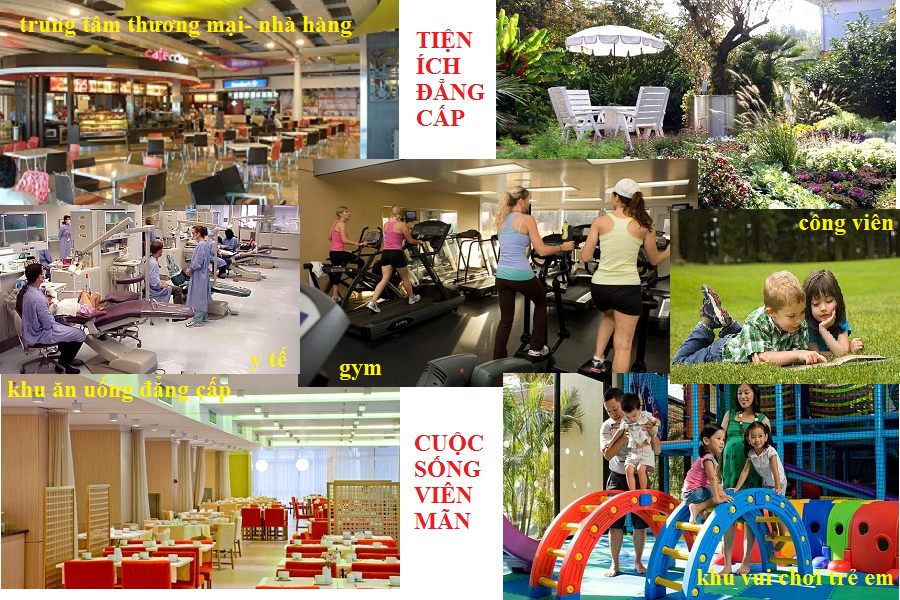 trung tâm thương mại- nhà hàng
TIỆN
ÍCH
ĐẲNG
CẤP
công viên
y tế
gym
khu ăn uống đẳng cấp
CUỘC
SỐNG
VIÊN
MÃN
khu vui chơi trẻ em